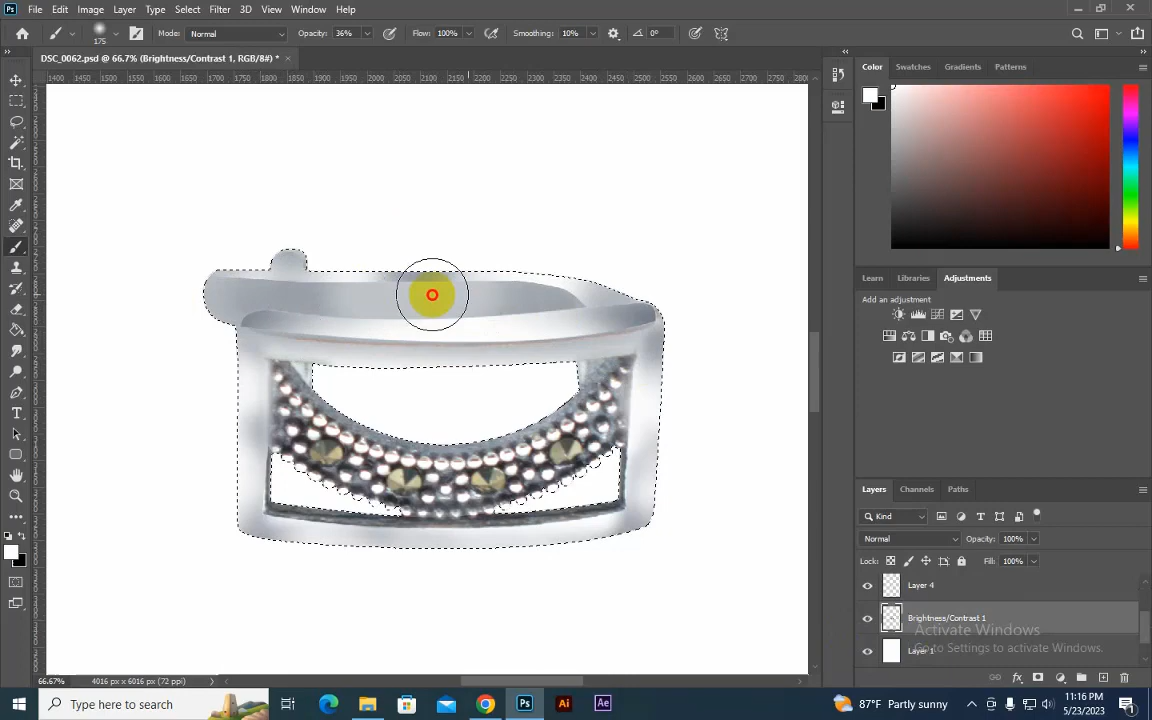 Ps File Edit Image Layer Type Select Filter 3D View Window Help
175 Mode: Normal Opacity: 36% Flow: 100% Smoothing: 10% 0°
DSC_0062.psd @ 66.7% (Brightness/Contrast 1, RGB/8#) * ×
1400 1450 1500 1550 1600 1650 1700 1750 1800 1850 1900 1950 2000 2050 2100 2150 2200 2250 2300 2350 2400 2450 2500 2550 2600 2650 2700 2750 2800
Color Swatches Gradients Patterns
Learn Libraries Adjustments
Add an adjustment
Layers Channels Paths
Kind
Normal Opacity: 100%
Lock: Fill: 100%
Layer 4
Brightness/Contrast 1
Activate Windows
Go to Settings to activate Windows.
Layer 1
66.67% 4016 px x 6016 px (72 ppi)
Type here to search Ps Ai Ae 87°F Partly sunny 11:16 PM
5/23/2023 1